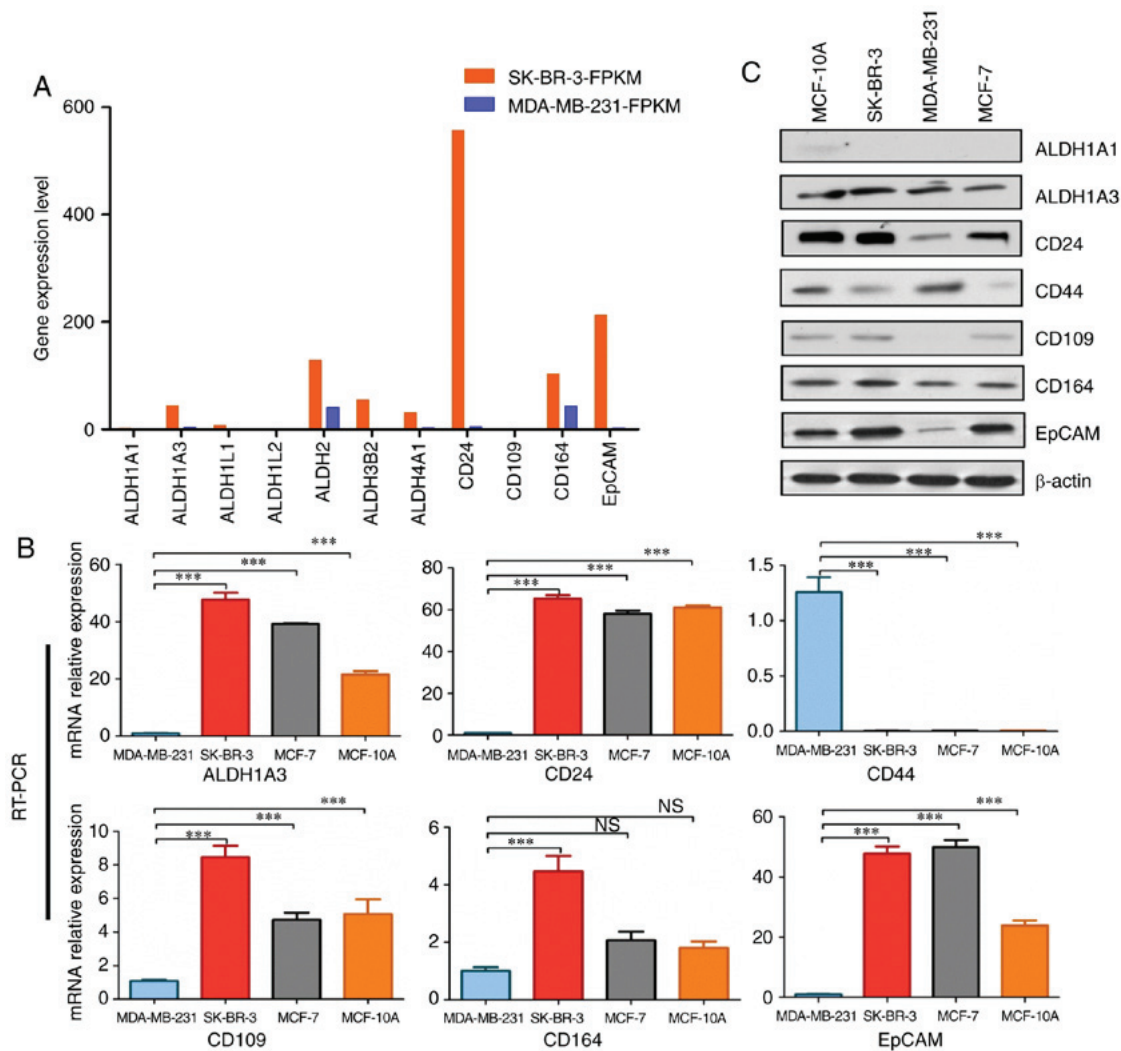 A
SK-BR-3-FPKM
MDA-MB-231-FPKM
Gene expression level
600
400
200
0
ALDH1A1
ALDH1A3
ALDH1L1
ALDH1L2
ALDH2
ALDH3B2
ALDH4A1
CD24
CD109
CD164
EpCAM
C
MCF-10A
SK-BR-3
MDA-MB-231
MCF-7
ALDH1A1
ALDH1A3
CD24
CD44
CD109
CD164
EpCAM
β-actin
B
RT-PCR
mRNA relative expression
60
40
20
0
***
***
***
MDA-MB-231 SK-BR-3 MCF-7 MCF-10A
ALDH1A3
80
60
40
20
0
***
***
***
MDA-MB-231 SK-BR-3 MCF-7 MCF-10A
CD24
1.5
1.0
0.5
0.0
***
***
***
MDA-MB-231 SK-BR-3 MCF-7 MCF-10A
CD44
mRNA relative expression
10
8
6
4
2
0
***
***
***
MDA-MB-231 SK-BR-3 MCF-7 MCF-10A
CD109
6
4
2
0
NS
NS
***
MDA-MB-231 SK-BR-3 MCF-7 MCF-10A
CD164
60
40
20
0
***
***
***
MDA-MB-231 SK-BR-3 MCF-7 MCF-10A
EpCAM